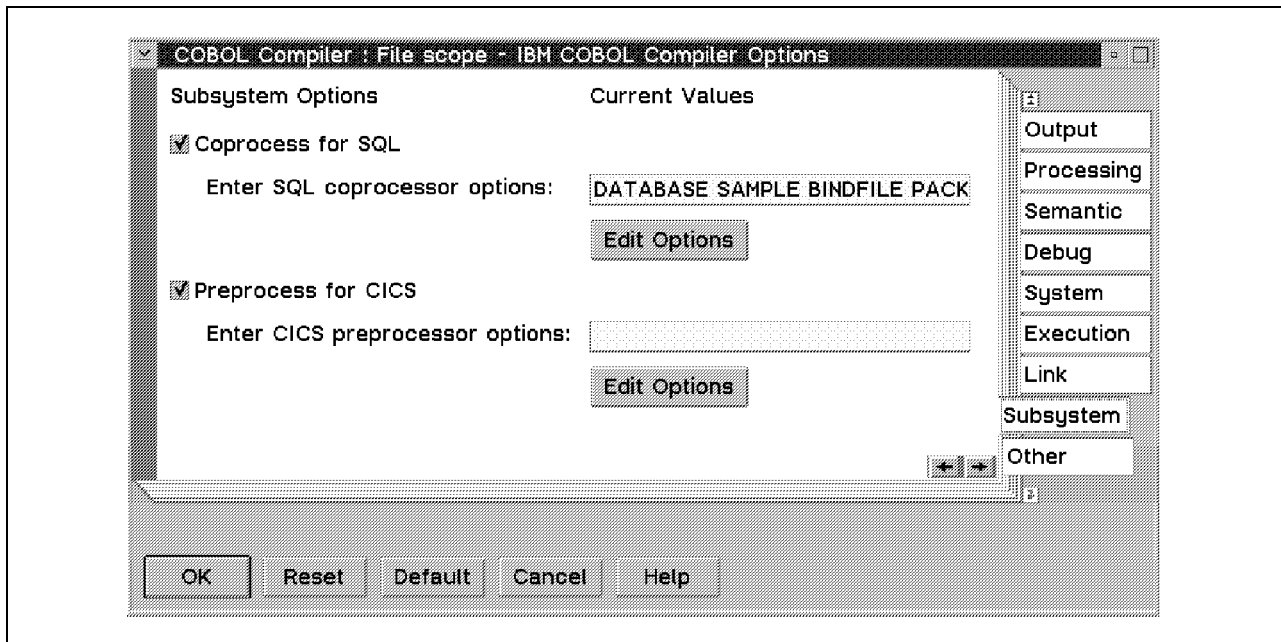 COBOL Compiler : File scope - IBM COBOL Compiler Options
Subsystem Options Current Values
Coprocess for SQL
Enter SQL coprocessor options: DATABASE SAMPLE BINDFILE PACK
Edit Options
Preprocess for CICS
Enter CICS preprocessor options:
Edit Options
Output
Processing
Semantic
Debug
System
Execution
Link
Subsystem
Other
OK Reset Default Cancel Help